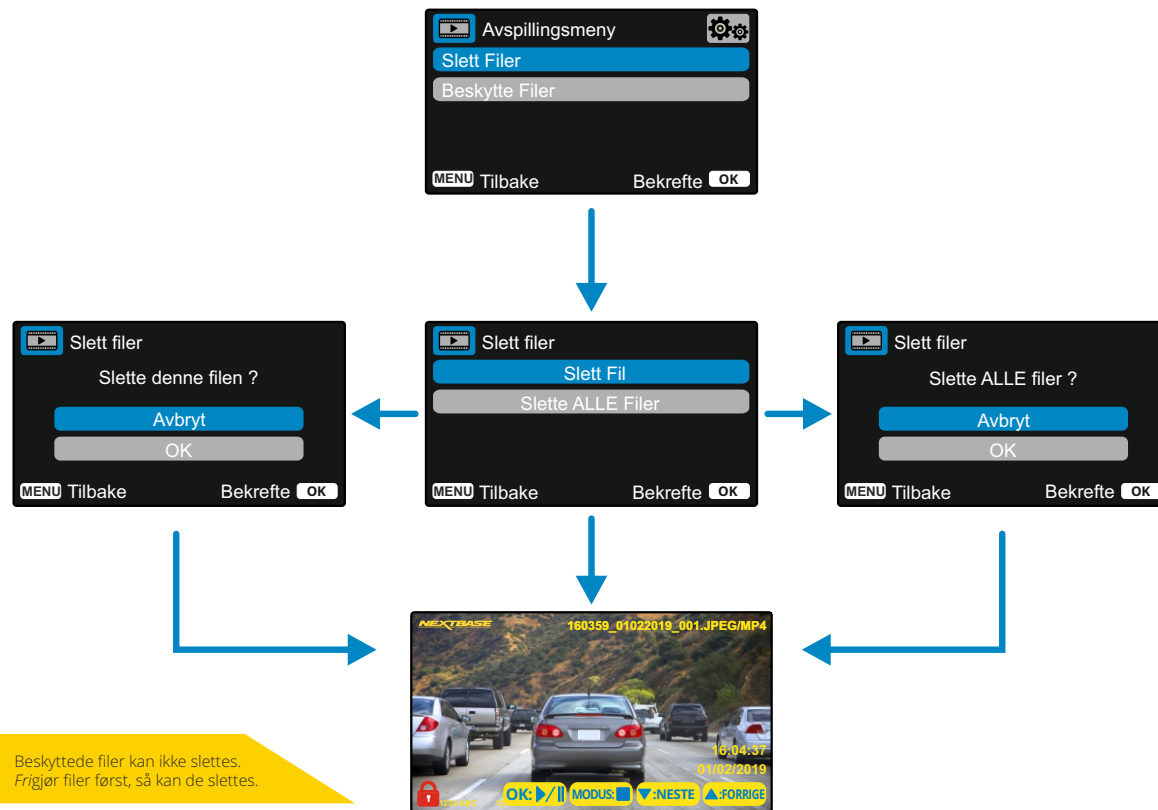 Avspillingsmeny
Slett Filer
Beskytte Filer
MENU Tilbake Bekrefte OK
Slett filer
Slette denne filen ?
Avbryt
OK
MENU Tilbake Bekrefte OK
Slett filer
Slett Fil
Slette ALLE Filer
MENU Tilbake Bekrefte OK
Slett filer
Slette ALLE filer ?
Avbryt
OK
MENU Tilbake Bekrefte OK
NEXTBASE 160359_01022019_001.JPEG/MP4
16:04:37
01/02/2019
OK: MODUS: :NESTE :FORRIGE
Beskyttede filer kan ikke slettes.
Frigjør filer først, så kan de slettes.